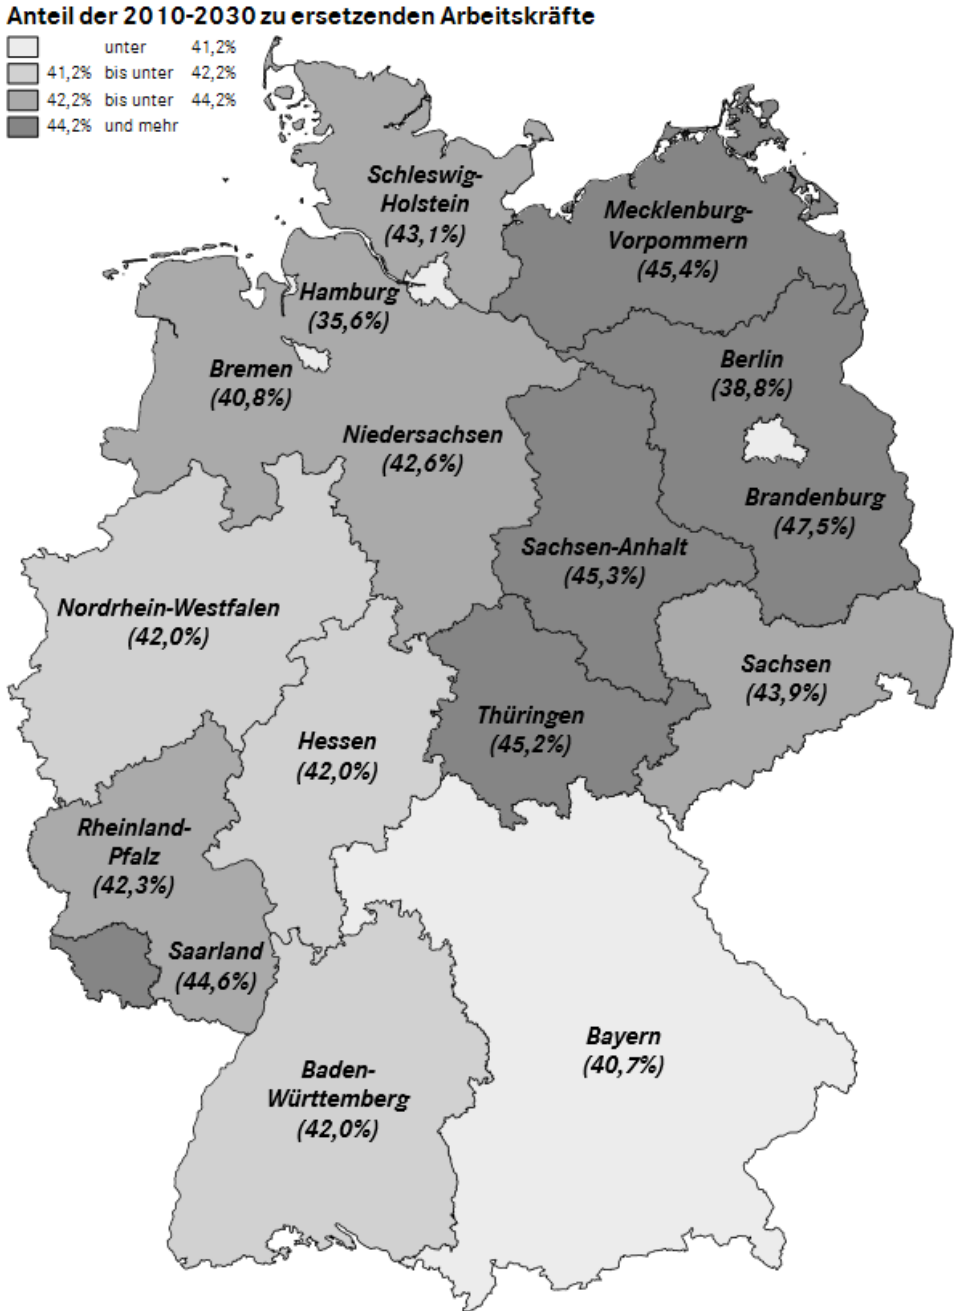 Anteil der 2010-2030 zu ersetzenden Arbeitskräfte
unter 41,2%
41,2% bis unter 42,2%
42,2% bis unter 44,2%
44,2% und mehr
Schleswig-
Holstein
(43,1%)
Mecklenburg-
Vorpommern
(45,4%)
Hamburg
(35,6%)
Bremen
(40,8%)
Berlin
(38,8%)
Niedersachsen
(42,6%)
Brandenburg
(47,5%)
Sachsen-Anhalt
(45,3%)
Nordrhein-Westfalen
(42,0%)
Sachsen
(43,9%)
Thüringen
(45,2%)
Hessen
(42,0%)
Rheinland-
Pfalz
(42,3%)
Saarland
(44,6%)
Bayern
(40,7%)
Baden-
Württemberg
(42,0%)